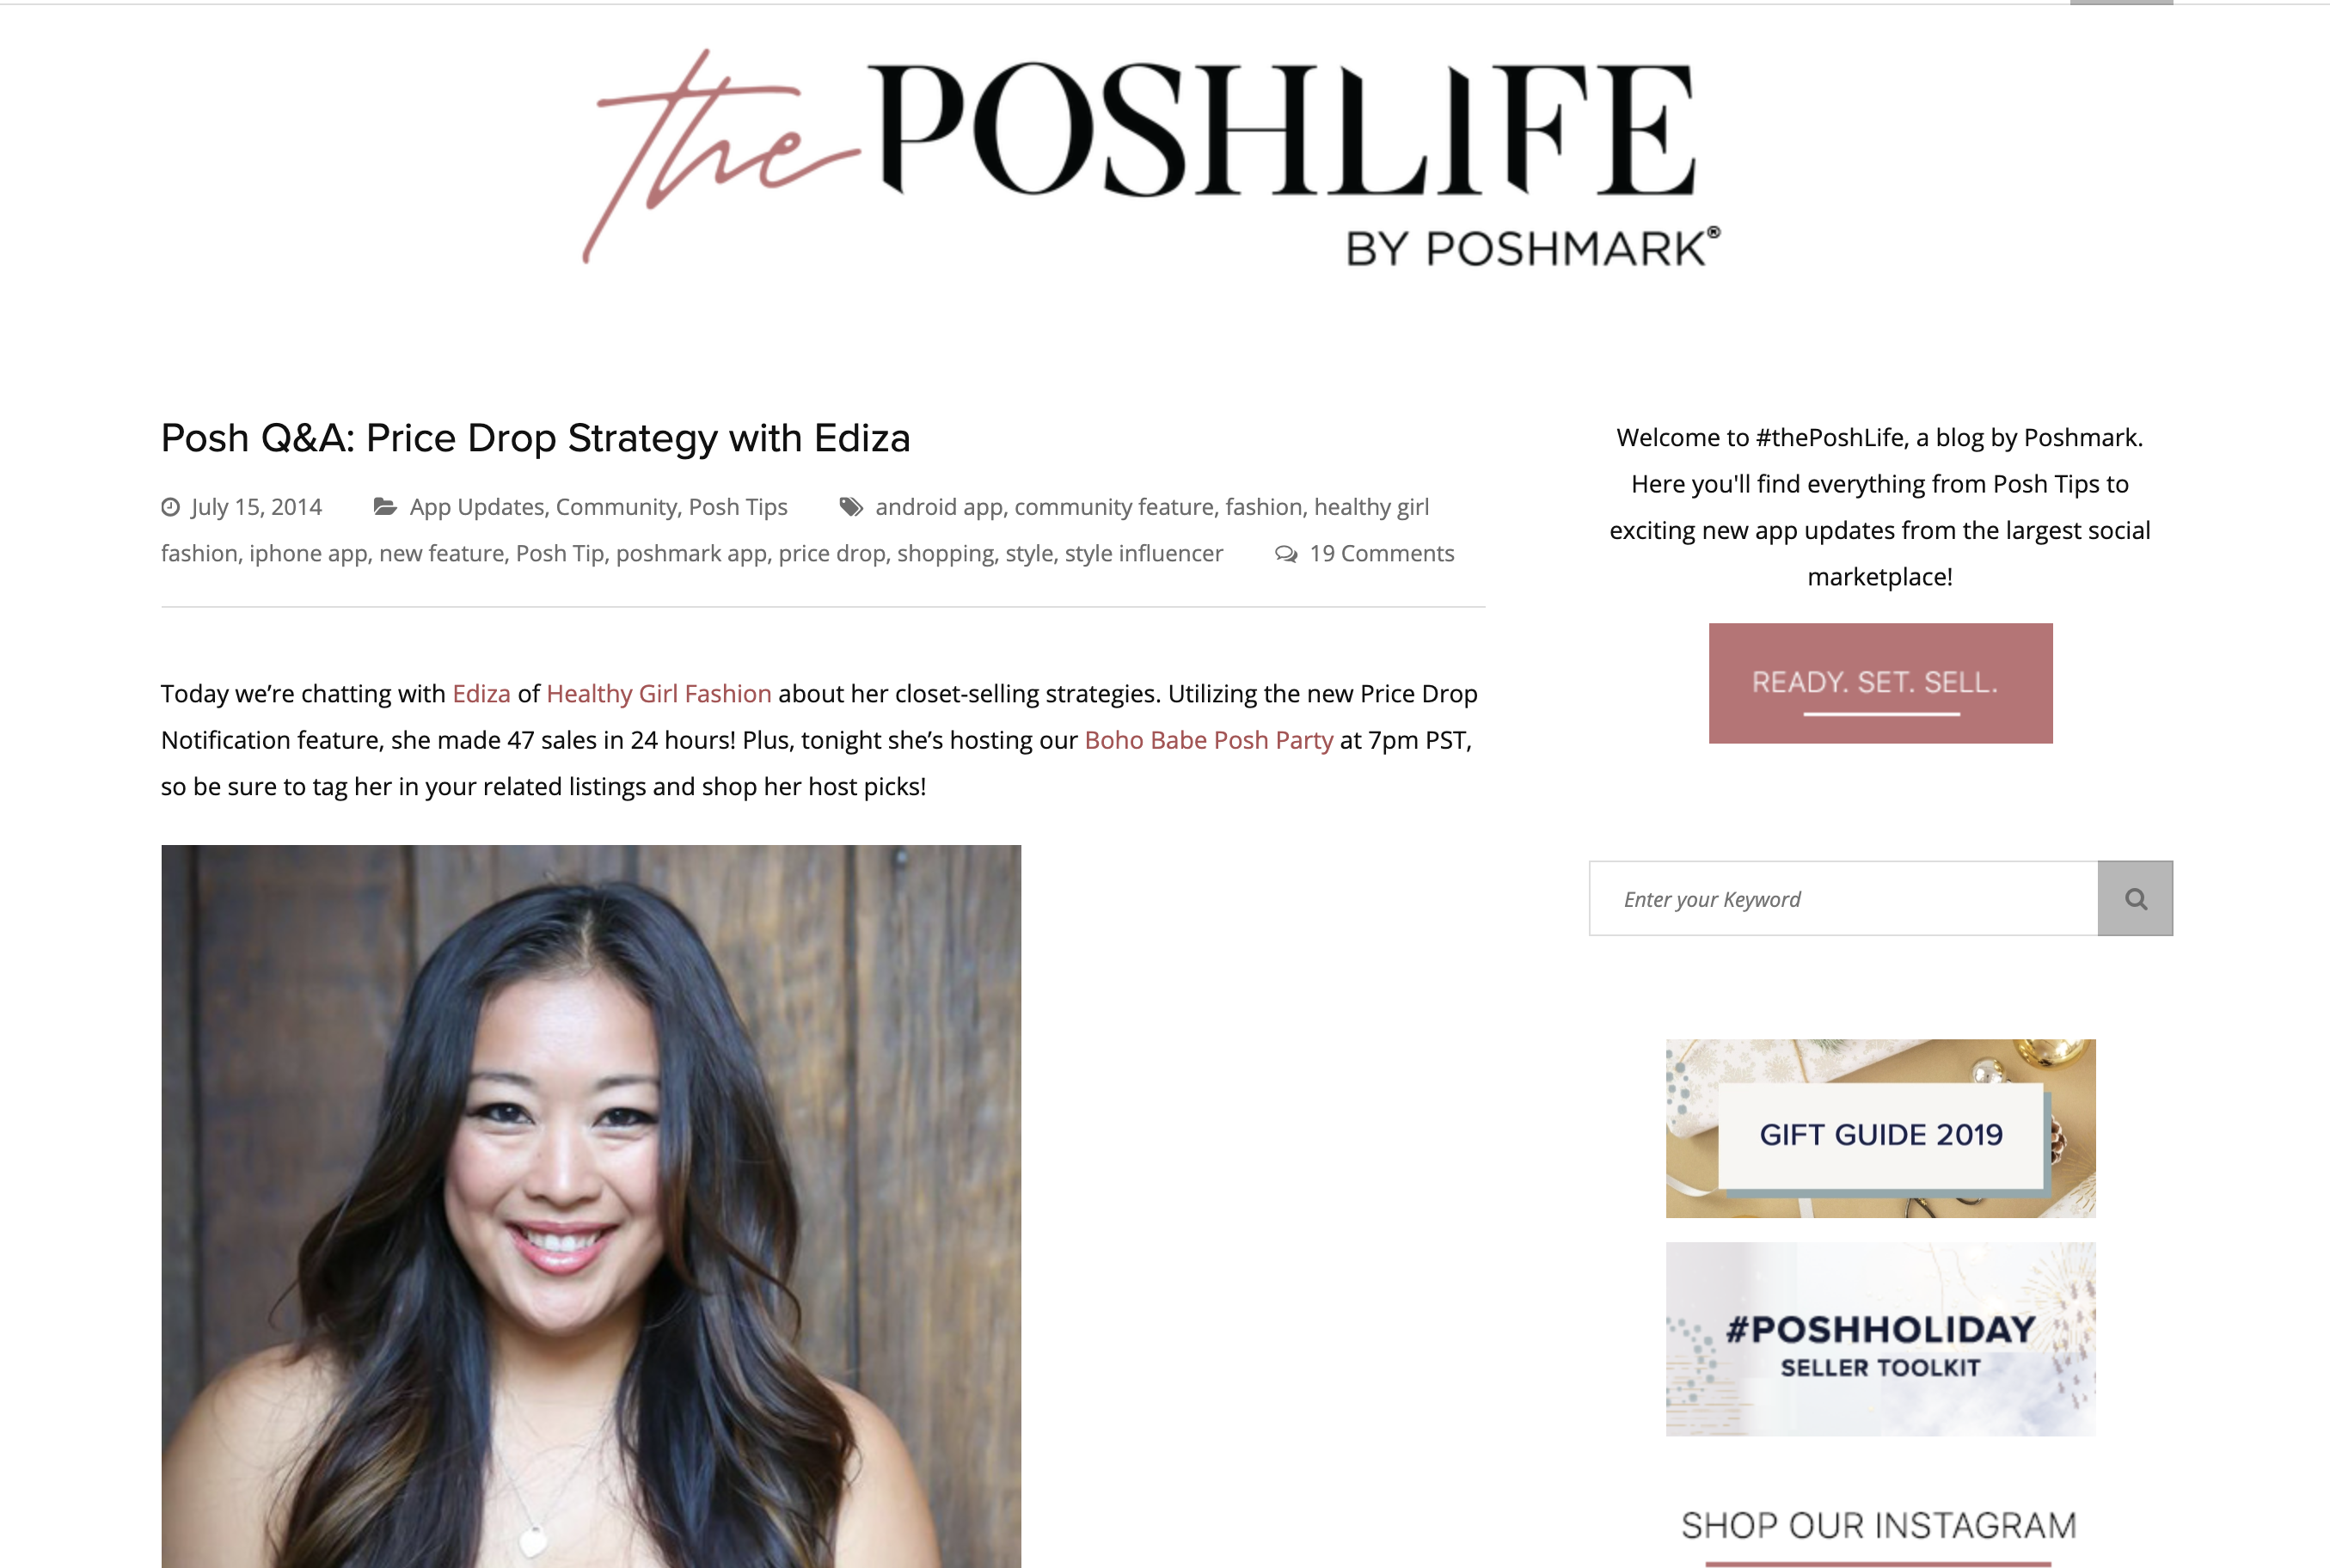 the POSHLIFE
BY POSHMARK®
Posh Q&A: Price Drop Strategy with Ediza
July 15, 2014 App Updates, Community, Posh Tips android app, community feature, fashion, healthy girl
fashion, iphone app, new feature, Posh Tip, poshmark app, price drop, shopping, style, style influencer 19 Comments
Today we’re chatting with Ediza of Healthy Girl Fashion about her closet-selling strategies. Utilizing the new Price Drop
Notification feature, she made 47 sales in 24 hours! Plus, tonight she’s hosting our Boho Babe Posh Party at 7pm PST,
so be sure to tag her in your related listings and shop her host picks!
Welcome to #thePoshLife, a blog by Poshmark.
Here you'll find everything from Posh Tips to
exciting new app updates from the largest social
marketplace!
READY. SET. SELL.
Enter your Keyword
GIFT GUIDE 2019
#POSHHOLIDAY
SELLER TOOLKIT
SHOP OUR INSTAGRAM